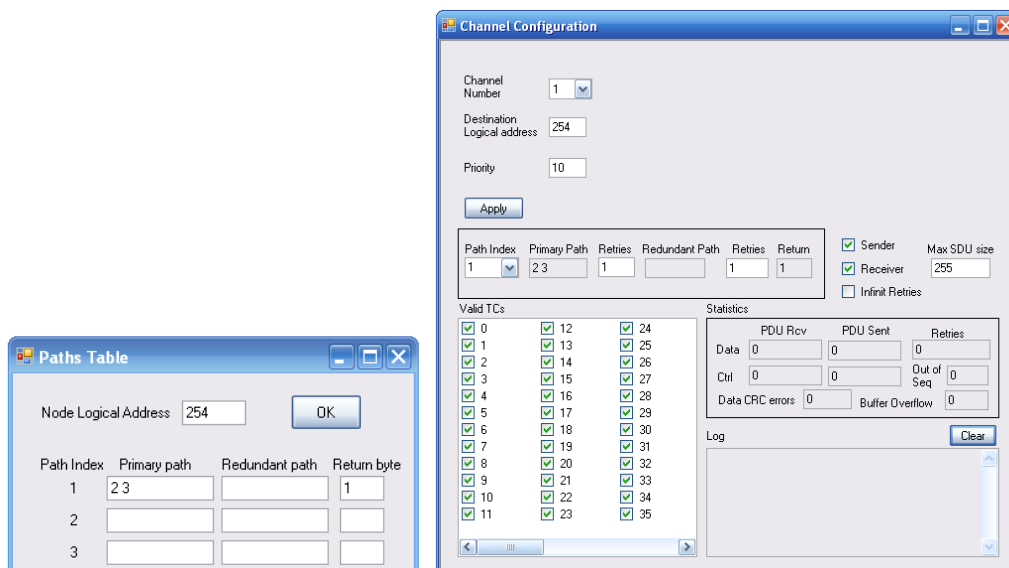 Channel Configuration
Channel Number 1
Destination Logical address 254
Priority 10
Apply
Path Index Primary Path Retries Redundant Path Retries Return
1 2 3 1 1 1
Sender
Receiver
Infinit Retries
Max SDU size
255
Valid TCs
0 12 24
1 13 25
2 14 26
3 15 27
4 16 28
5 17 29
6 18 30
7 19 31
8 20 32
9 21 33
10 22 34
11 23 35
Statistics
PDU Rcv PDU Sent Retries
Data 0 0 0
Ctrl 0 0 Out of Seq 0
Data CRC errors 0 Buffer Overflow 0
Log
Clear
Paths Table
Node Logical Address 254 OK
Path Index Primary path Redundant path Return byte
1 2 3 1
2
3